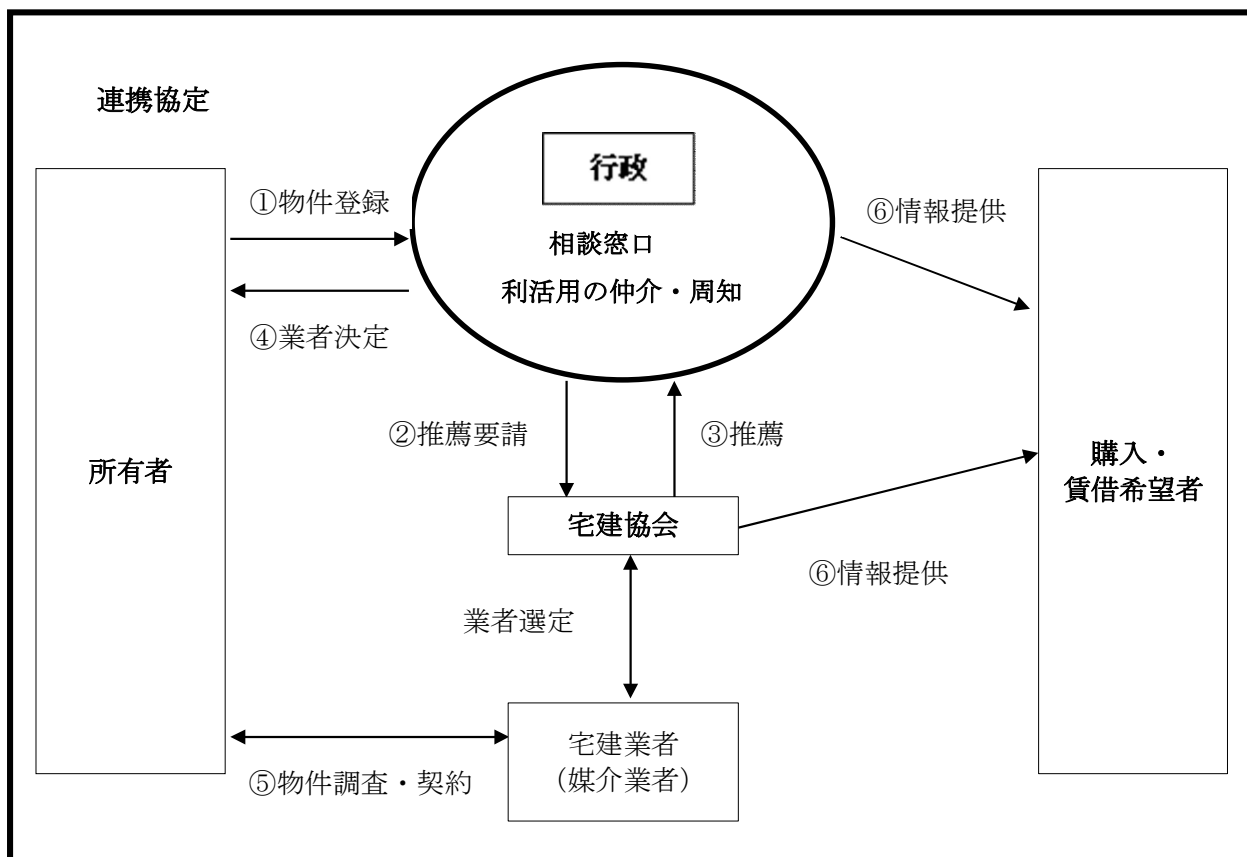 連携協定
行政
相談窓口
利活用の仲介・周知
①物件登録
④業者決定
⑥情報提供
②推薦要請
③推薦
所有者
購入・
賃借希望者
宅建協会
⑥情報提供
業者選定
宅建業者
（媒介業者）
⑤物件調査・契約